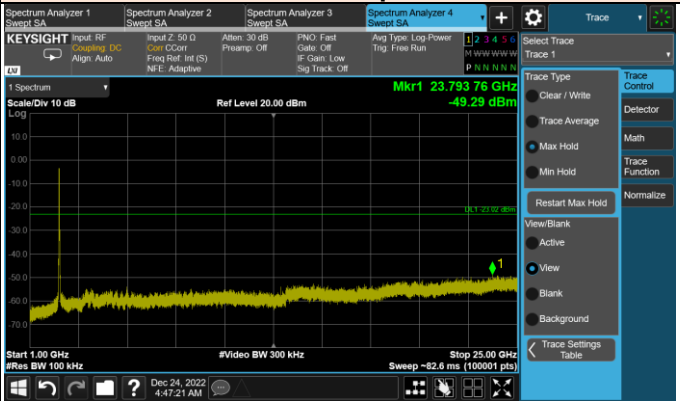 Spectrum Analyzer 1
Swept SA
Spectrum Analyzer 2
Swept SA
Spectrum Analyzer 3
Swept SA
Spectrum Analyzer 4
Swept SA
+
Trace
KEYSIGHT
Input: RF
Coupling: DC
Align: Auto
Input Z: 50 Ω
Corr CCorr
Freq Ref: Int (S)
NFE: Adaptive
Atten: 30 dB
Preamp: Off
PNO: Fast
Gate: Off
IF Gain: Low
Sig Track: Off
Avg Type: Log-Power
Trig: Free Run
1 2 3 4 5 6
M W W W W W
P N N N N N
LXI
1 Spectrum
Mkr1 23.793 76 GHz
-49.29 dBm
Scale/Div 10 dB
Ref Level 20.00 dBm
Log
10.0
0.00
-10.0
-20.0
-30.0
-40.0
-50.0
-60.0
-70.0
DL1 -23.02 dBm
1
Start 1.00 GHz
#Video BW 300 kHz
Stop 25.00 GHz
#Res BW 100 kHz
Sweep ~82.6 ms (100001 pts)
Select Trace
Trace 1
Trace Type
Clear / Write
Trace Average
Max Hold
Min Hold
Restart Max Hold
View/Blank
Active
View
Blank
Background
Trace Settings
Table
Trace
Control
Detector
Math
Trace
Function
Normalize
?
Dec 24, 2022
4:47:21 AM